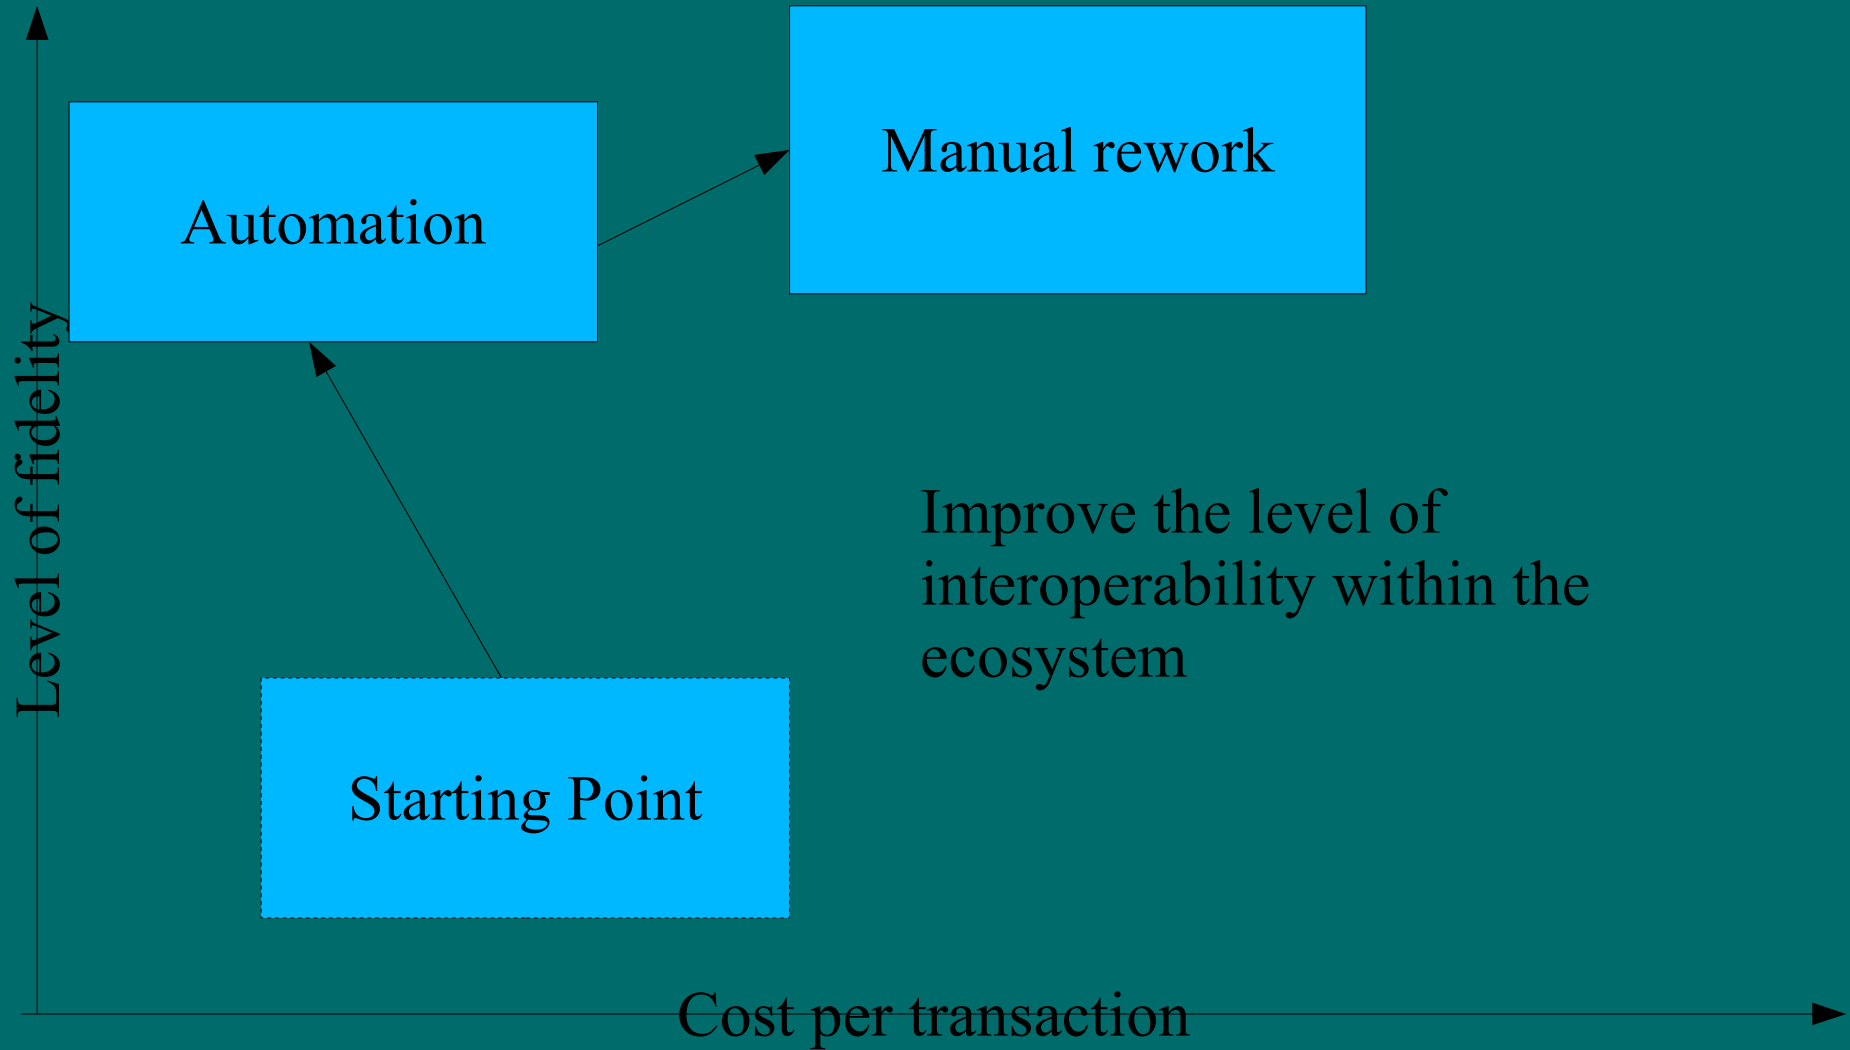 Manual rework
Automation
Level of fidelity
Improve the level of
interoperability within the
ecosystem
Starting Point
Cost per transaction